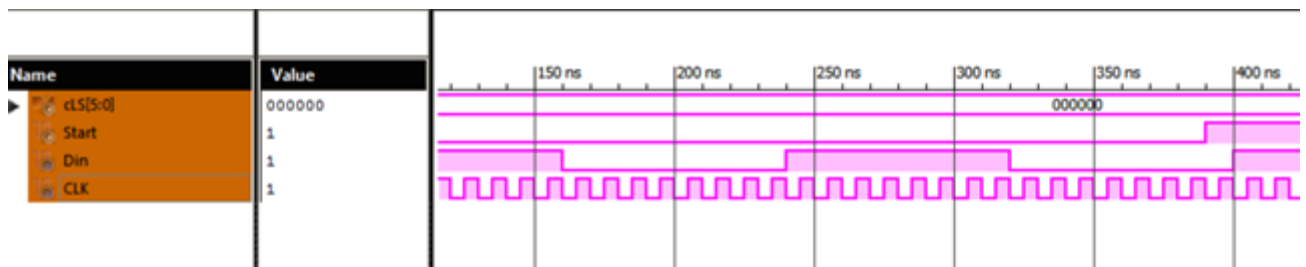 Name Value
150 ns 200 ns 250 ns 300 ns 350 ns 400 ns
cLS[5:0] 000000 000000
Start 1
Din 1
CLK 1